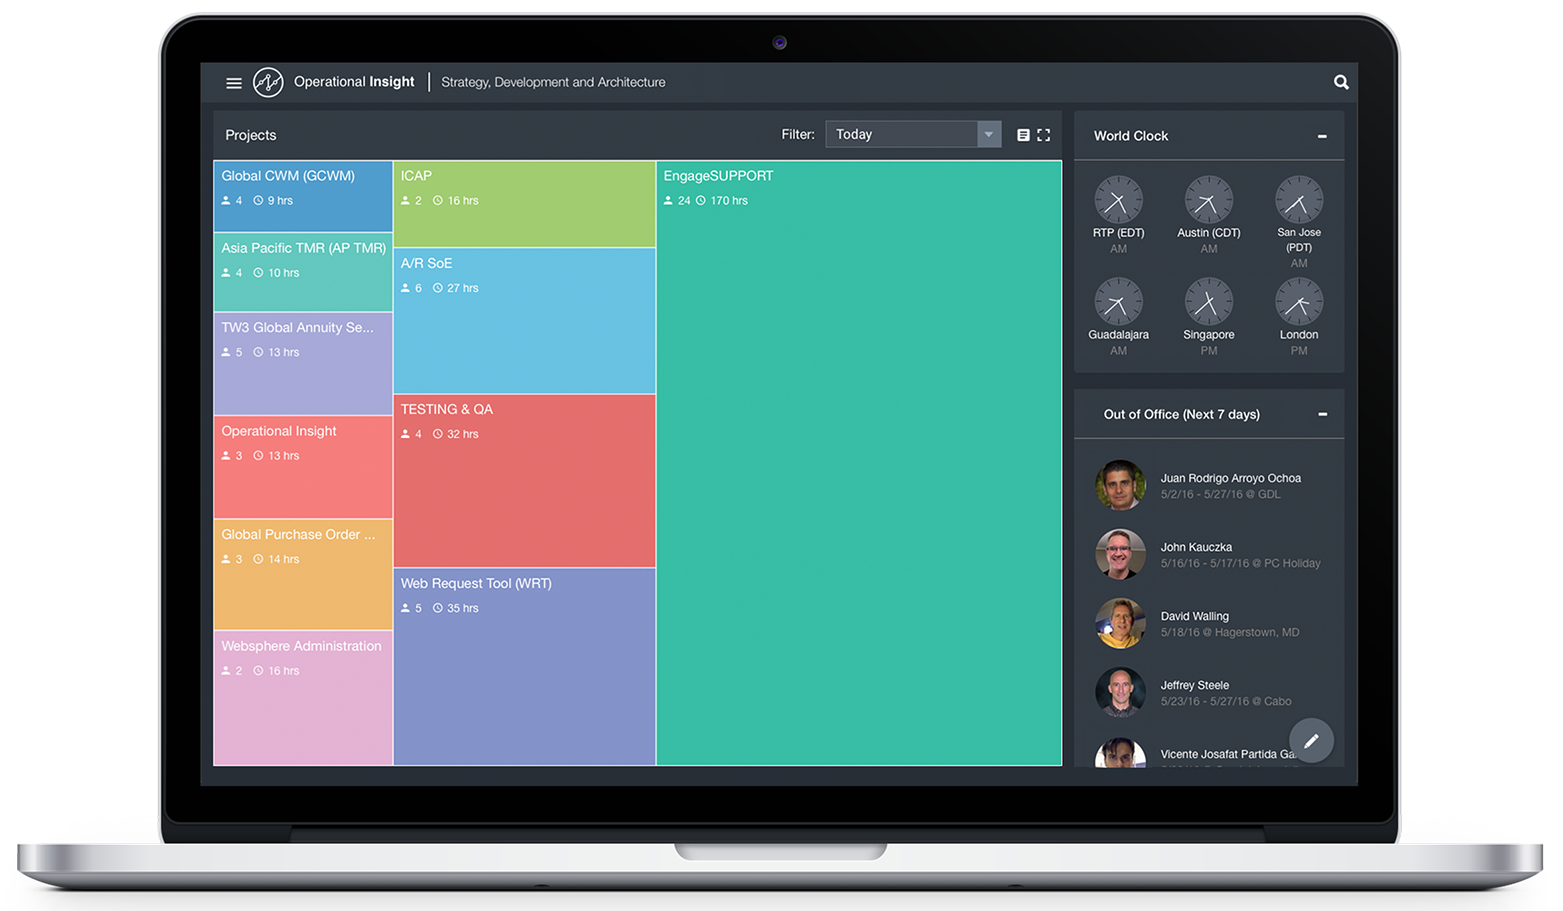 Operational Insight | Strategy, Development and Architecture
Projects
Filter:
Today
Global CWM (GCWM)
4 9 hrs
Asia Pacific TMR (AP TMR)
4 10 hrs
TW3 Global Annuity Se...
5 13 hrs
Operational Insight
3 13 hrs
Global Purchase Order ...
3 14 hrs
Websphere Administration
2 16 hrs
ICAP
2 16 hrs
A/R SoE
6 27 hrs
TESTING & QA
4 32 hrs
Web Request Tool (WRT)
5 35 hrs
EngageSUPPORT
24 170 hrs
World Clock
RTP (EDT)
AM
Austin (CDT)
AM
San Jose
(PDT)
AM
Guadalajara
AM
Singapore
PM
London
PM
Out of Office (Next 7 days)
Juan Rodrigo Arroyo Ochoa
5/2/16 - 5/27/16 @ GDL
John Kauczka
5/16/16 - 5/17/16 @ PC Holiday
David Walling
5/18/16 @ Hagerstown, MD
Jeffrey Steele
5/23/16 - 5/27/16 @ Cabo
Vicente Josafat Partida